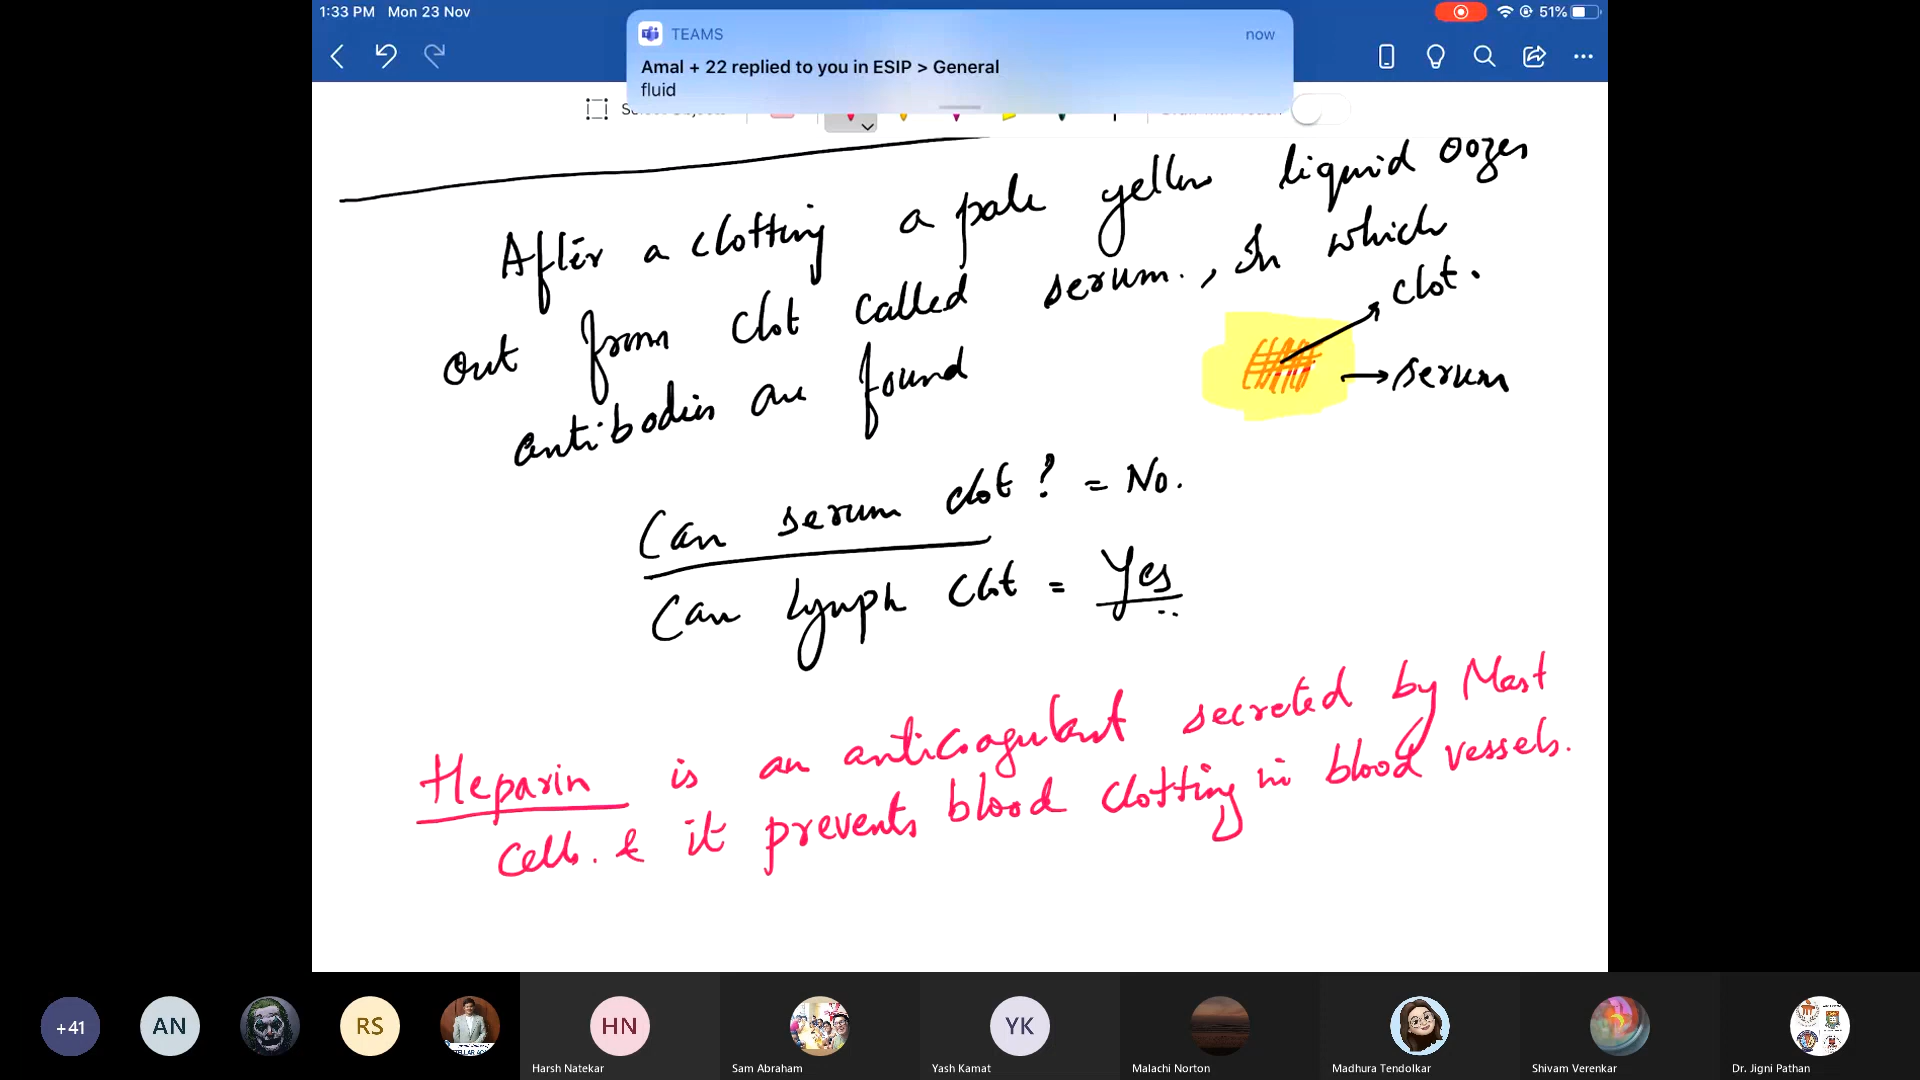 1:33 PM Mon 23 Nov
51%
TEAMS
now
Amal + 22 replied to you in ESIP > General
fluid
After a clotting a pale yellow liquid oozes
out from clot called serum., In which
antibodies are found
clot.
serum
Can serum clot? = No.
Can lymph clot = Yes
Heparin is an anticoagulant secreted by Mast
cells. & it prevents blood clotting in blood vessels.
+41
AN
RS
HN
YK
Harsh Natekar
Sam Abraham
Yash Kamat
Malachi Norton
Madhura Tendolkar
Shivam Verenkar
Dr. Jigni Pathan